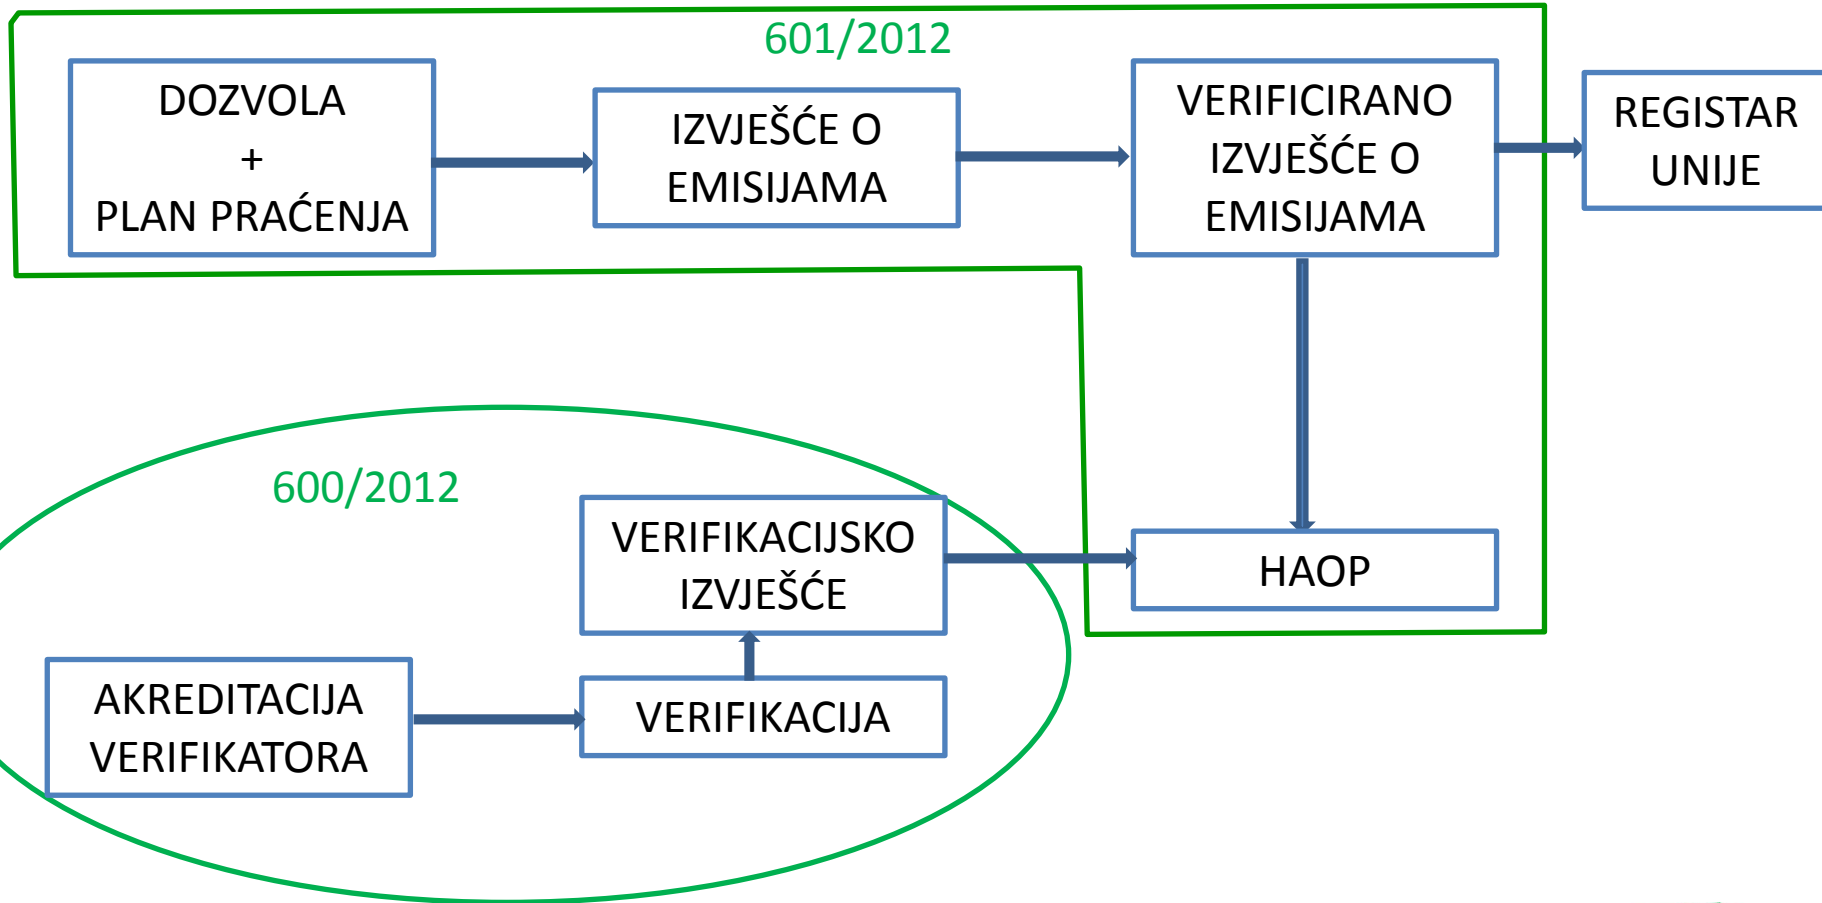 601/2012
DOZVOLA
+
PLAN PRAĆENJA
IZVJEŠĆE O
EMISIJAMA
VERIFICIRANO
IZVJEŠĆE O
EMISIJAMA
REGISTAR
UNIJE
600/2012
VERIFIKACIJSKO
IZVJEŠĆE
HAOP
AKREDITACIJA
VERIFIKATORA
VERIFIKACIJA